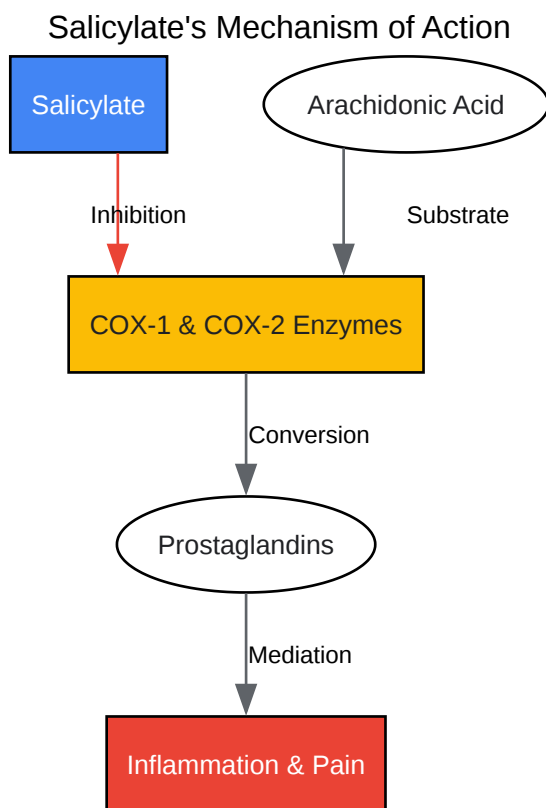 Salicylate's Mechanism of Action
Salicylate
Arachidonic Acid
Inhibition
Substrate
COX-1 & COX-2 Enzymes
Conversion
Prostaglandins
Mediation
Inflammation & Pain